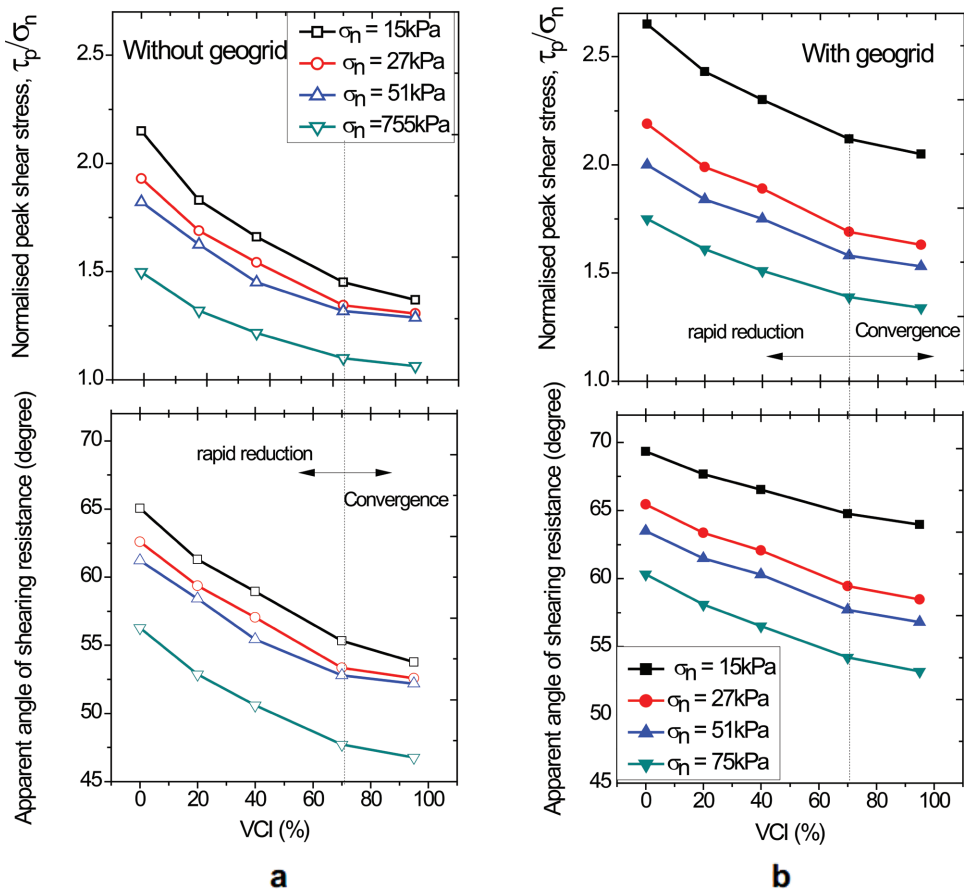 Normalised peak shear stress, τp/σn
2.5
2.0
1.5
1.0
Without geogrid
σn = 15kPa
σn = 27kPa
σn = 51kPa
σn =755kPa
Apparent angle of shearing resistance (degree)
70
65
60
55
50
45
rapid reduction
Convergence
0 20 40 60 80 100
VCI (%)
a
Normalised peak shear stress, τp/σn
2.5
2.0
1.5
1.0
With geogrid
rapid reduction
Convergence
Apparent angle of shearing resistance (degree)
70
65
60
55
50
45
σn = 15kPa
σn = 27kPa
σn = 51kPa
σn = 75kPa
0 20 40 60 80 100
VCI (%)
b